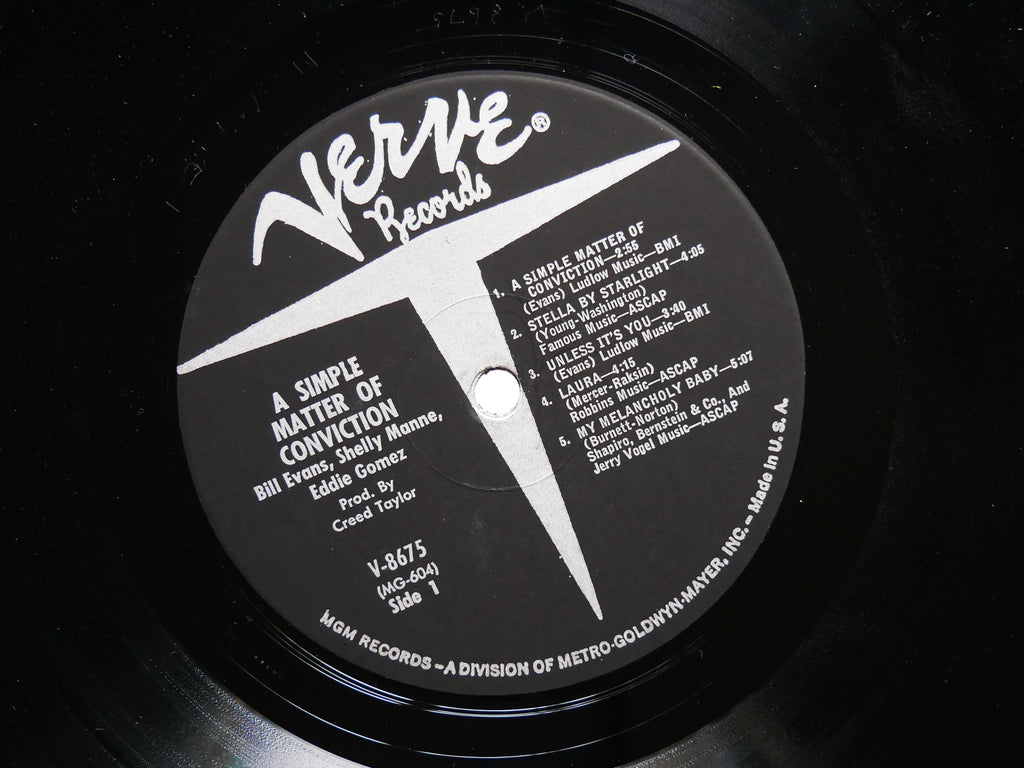 VERVE ®
Records
A SIMPLE
MATTER OF
CONVICTION
Bill Evans, Shelly Manne,
Eddie Gomez
Prod. By
Creed Taylor
V-8675
(MG-604)
Side 1
1. A SIMPLE MATTER OF
CONVICTION—2:55
(Evans) Ludlow Music—BMI
2. STELLA BY STARLIGHT—4:05
(Young-Washington)
Famous Music—ASCAP
3. UNLESS IT'S YOU—3:40
(Evans) Ludlow Music—BMI
4. LAURA—4:15
(Mercer-Raksin)
Robbins Music—ASCAP
5. MY MELANCHOLY BABY—5:07
(Burnett-Norton)
Shapiro, Bernstein & Co., And
Jerry Vogel Music—ASCAP
MGM RECORDS – A DIVISION OF METRO-GOLDWYN-MAYER, INC. – Made in U. S. A.